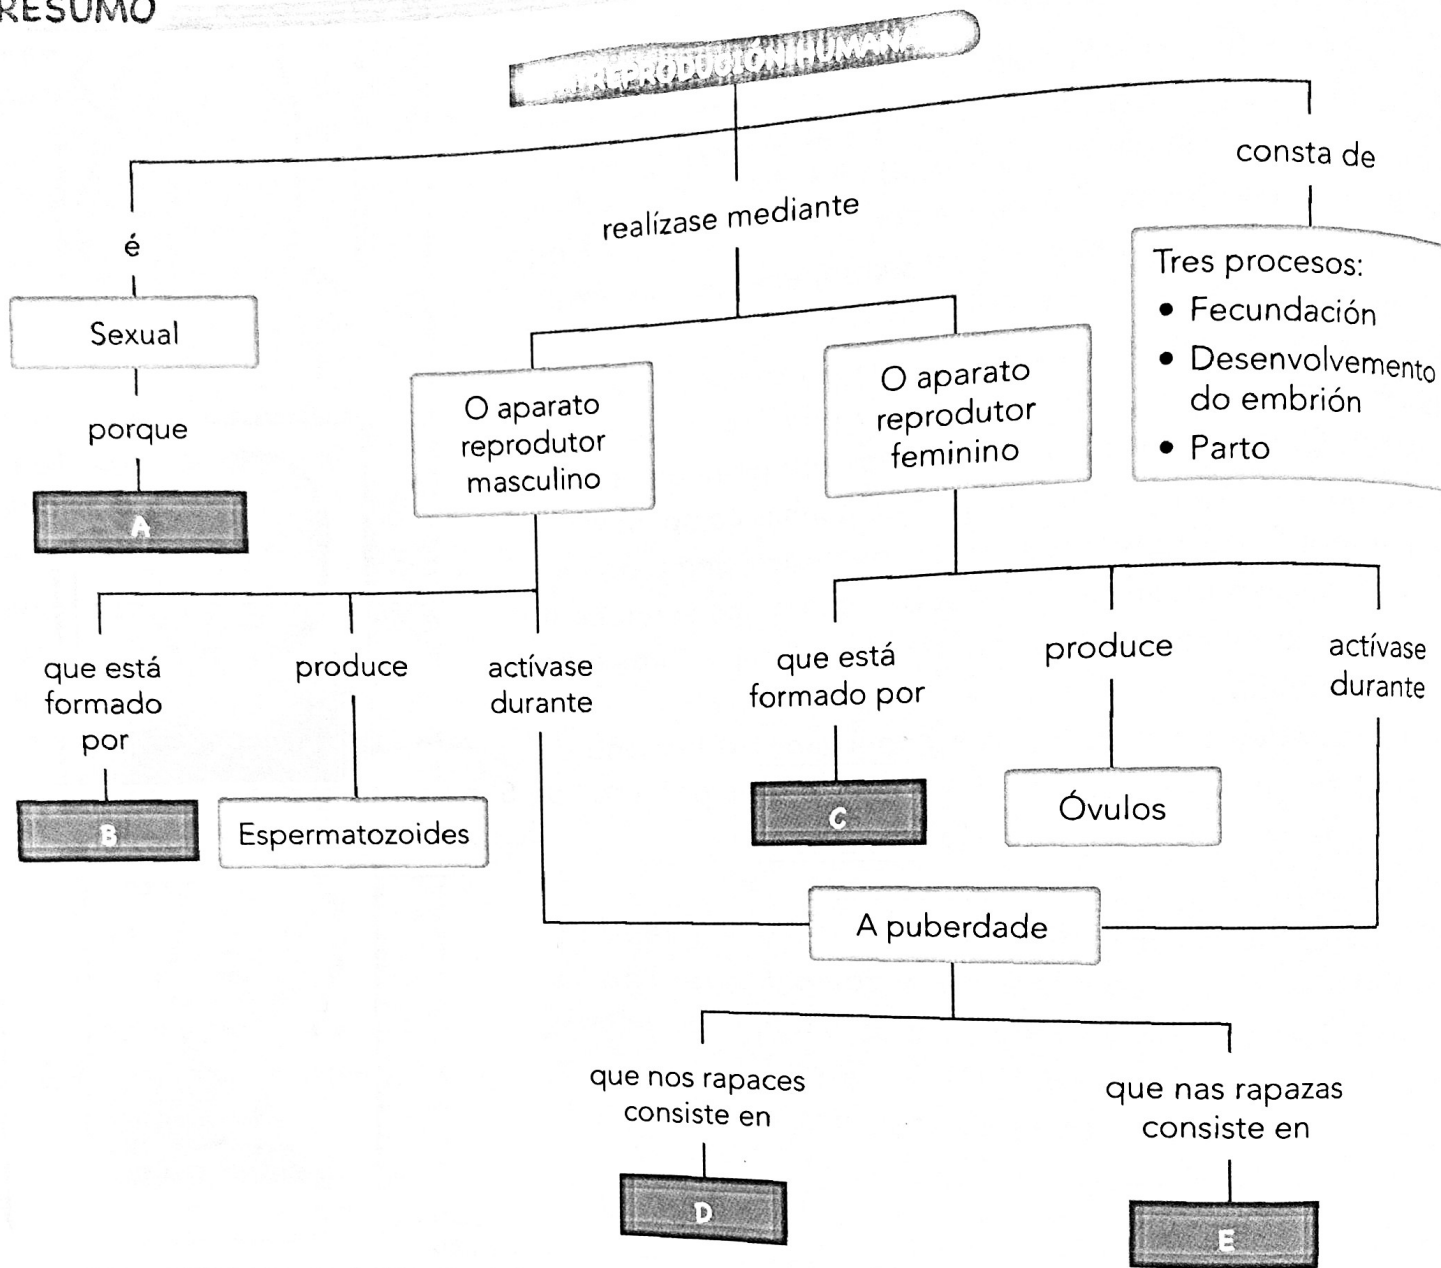 RESUMO
REPRODUCIÓN HUMANA
consta de
realízase mediante
é
Tres procesos:
• Fecundación
• Desenvolvemento
do embrión
• Parto
Sexual
O aparato
reprodutor
masculino
O aparato
reprodutor
feminino
porque
A
que está
formado
por
produce
actívase
durante
que está
formado por
produce
actívase
durante
B
Espermatozoides
C
Óvulos
A puberdade
que nos rapaces
consiste en
que nas rapazas
consiste en
D
E